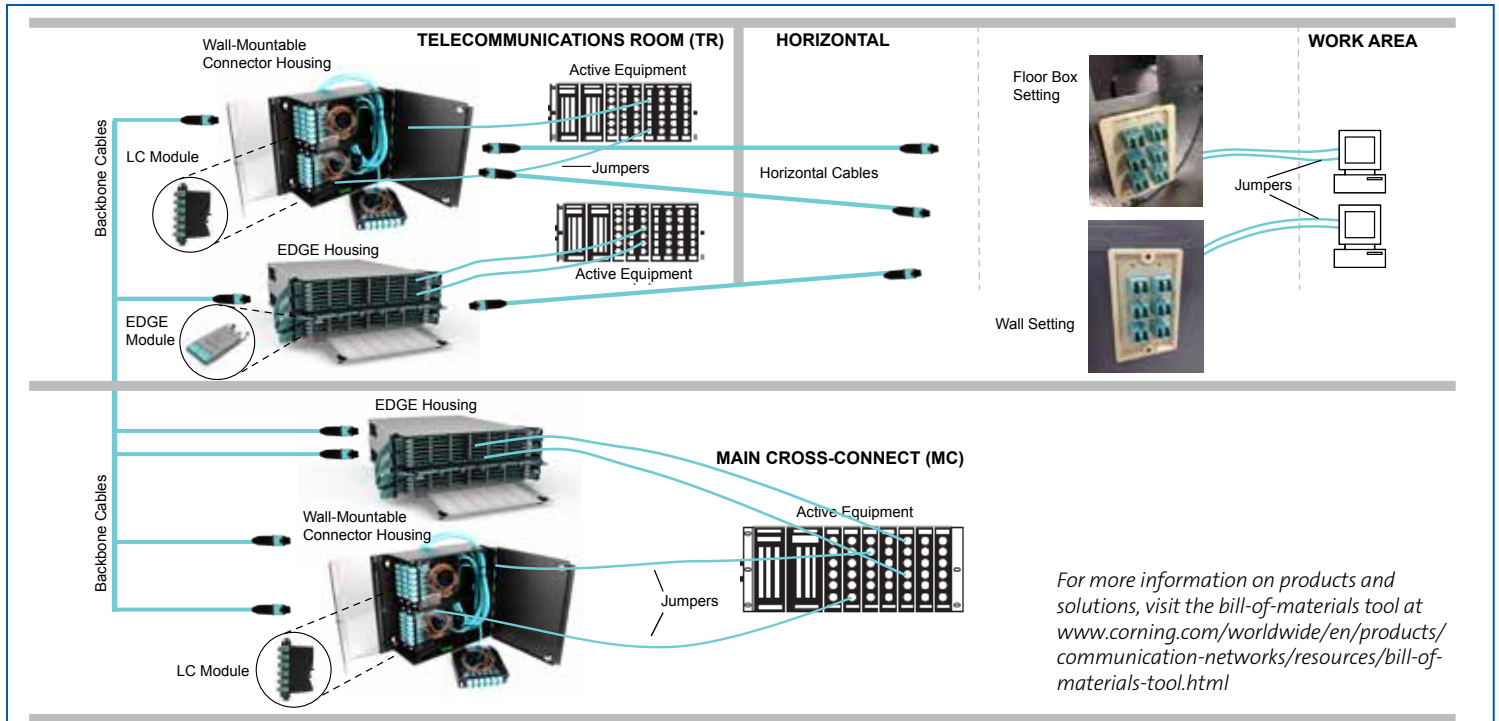 TELECOMMUNICATIONS ROOM (TR)
HORIZONTAL
WORK AREA
Wall-Mountable
Connector Housing
Active Equipment
Floor Box
Setting
Backbone Cables
LC Module
Jumpers
Horizontal Cables
Jumpers
EDGE Housing
Active Equipment
EDGE
Module
Wall Setting
EDGE Housing
MAIN CROSS-CONNECT (MC)
Backbone Cables
Wall-Mountable
Connector Housing
Active Equipment
Jumpers
LC Module
For more information on products and
solutions, visit the bill-of-materials tool at
www.corning.com/worldwide/en/products/
communication-networks/resources/bill-of-
materials-tool.html